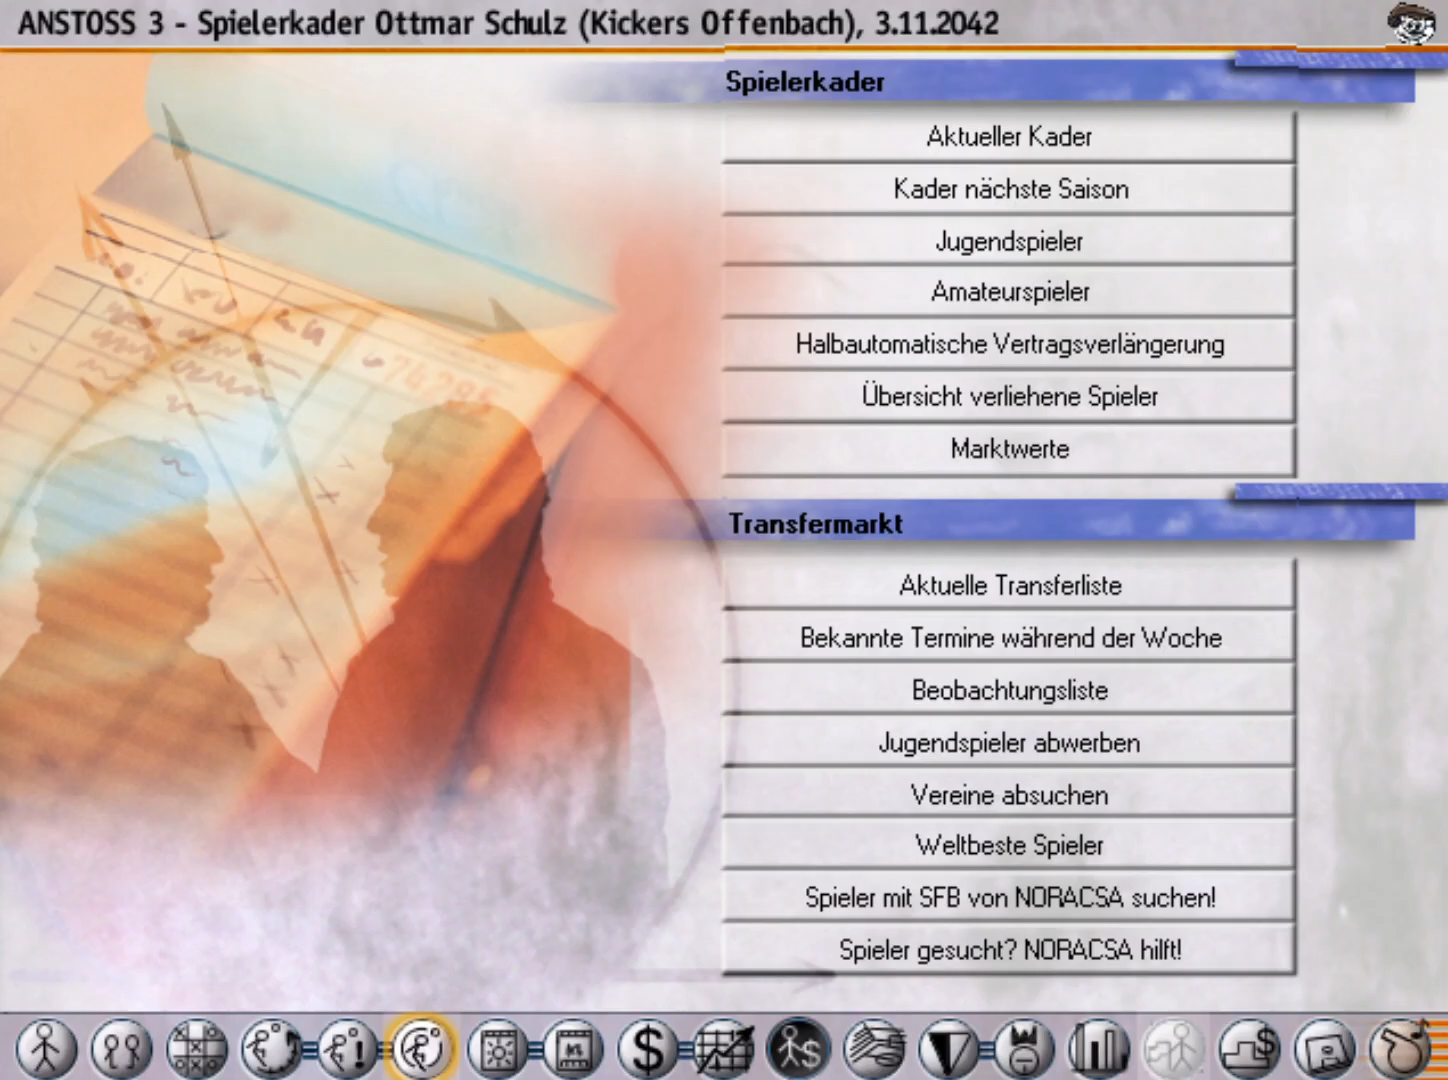 ANSTOSS 3 - Spielerkader Ottmar Schulz (Kickers Offenbach), 3.11.2042
Spielerkader
Aktueller Kader
Kader nächste Saison
Jugendspieler
Amateurspieler
Halbautomatische Vertragsverlängerung
Übersicht verliehene Spieler
Marktwerte
Transfermarkt
Aktuelle Transferliste
Bekannte Termine während der Woche
Beobachtungsliste
Jugendspieler abwerben
Vereine absuchen
Weltbeste Spieler
Spieler mit SFB von NORACSA suchen!
Spieler gesucht? NORACSA hilft!